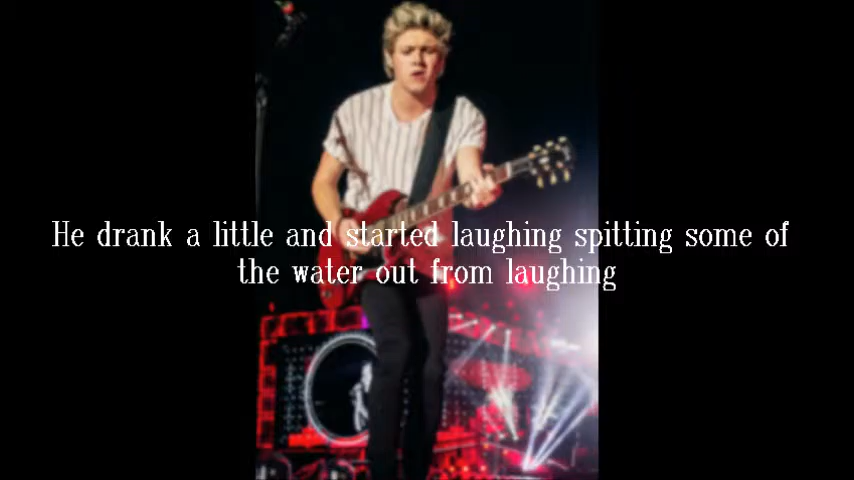 He drank a little and started laughing spitting some of
the water out from laughing